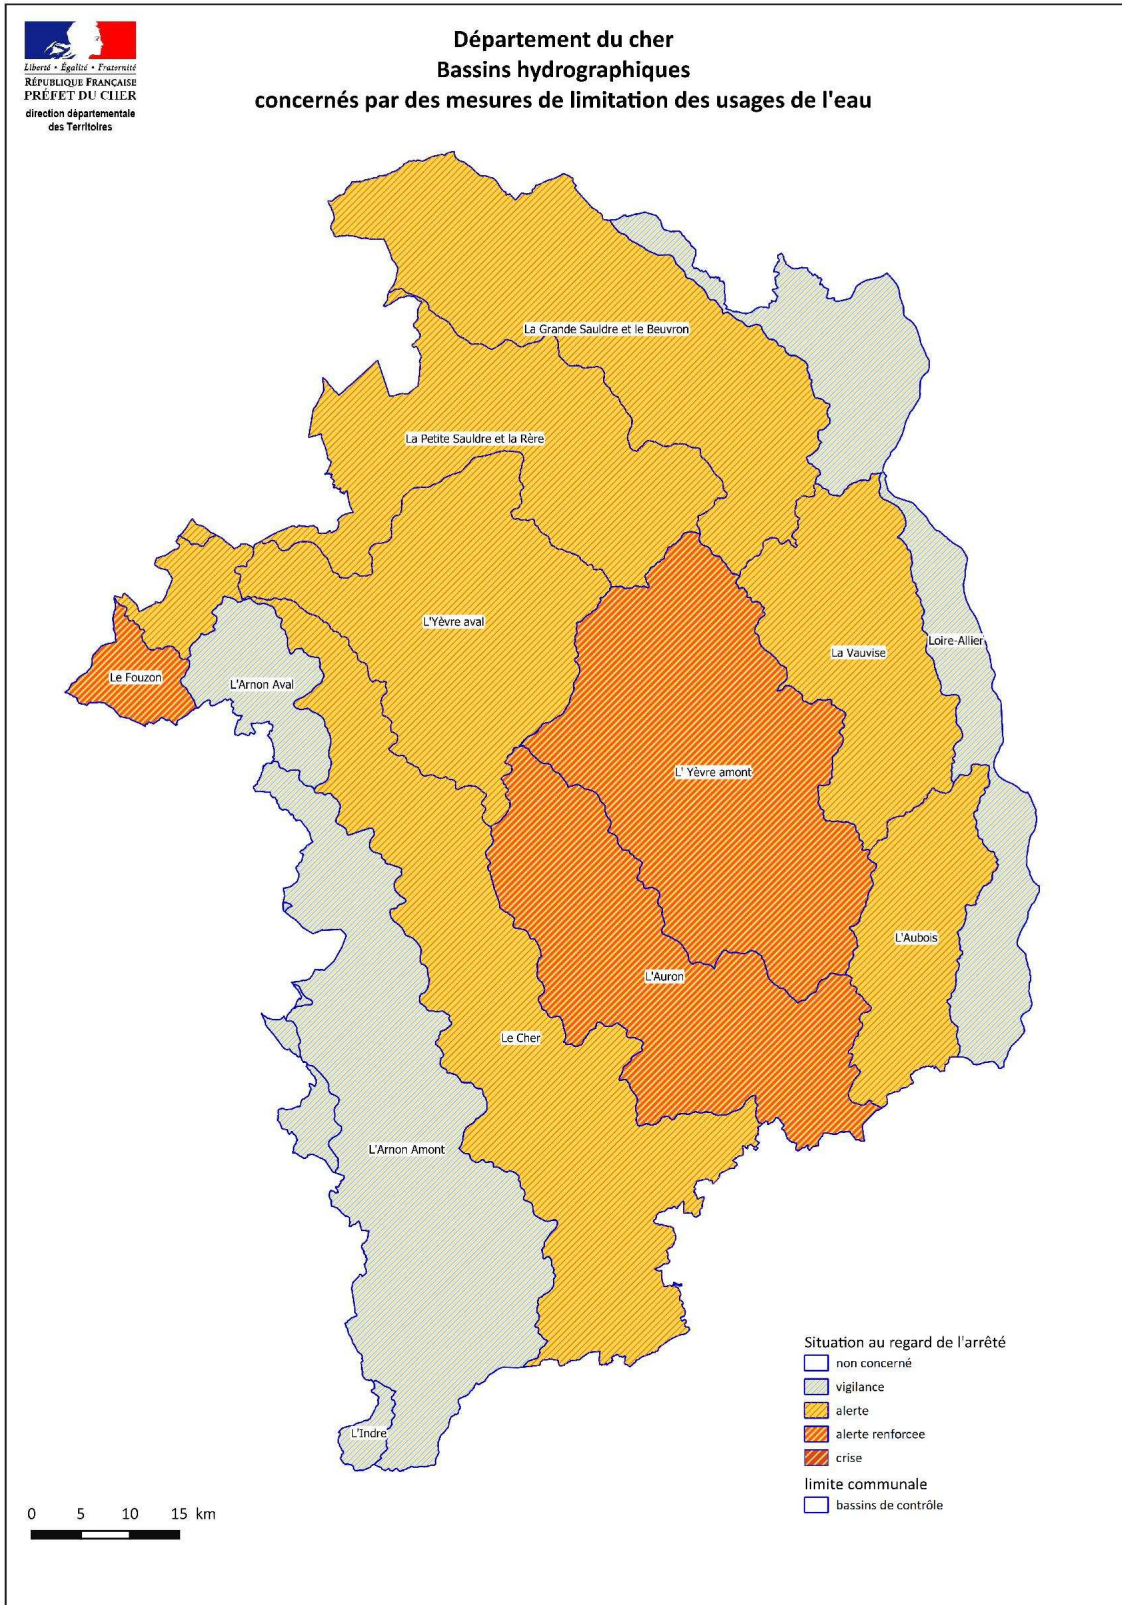 Liberté • Égalité • Fraternité
RÉPUBLIQUE FRANÇAISE
PRÉFET DU CHER
direction départementale
des Territoires
Département du cher
Bassins hydrographiques
concernés par des mesures de limitation des usages de l'eau
La Grande Sauldre et le Beuvron
La Petite Sauldre et la Rère
L'Yèvre aval
Loire-Allier
La Vauvise
Le Fouzon
L'Arnon Aval
L' Yèvre amont
L'Aubois
L'Auron
Le Cher
L'Arnon Amont
L'Indre
Situation au regard de l'arrêté
non concerné
vigilance
alerte
alerte renforcee
crise
limite communale
bassins de contrôle
0 5 10 15 km